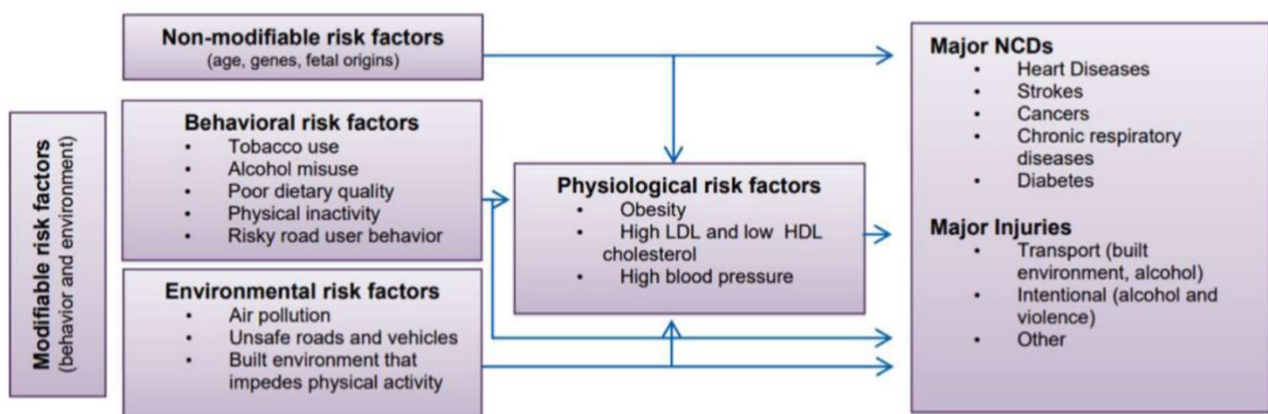 Non-modifiable risk factors
(age, genes, fetal origins)
Modifiable risk factors
(behavior and environment)
Behavioral risk factors
• Tobacco use
• Alcohol misuse
• Poor dietary quality
• Physical inactivity
• Risky road user behavior
Environmental risk factors
• Air pollution
• Unsafe roads and vehicles
• Built environment that
impedes physical activity
Physiological risk factors
• Obesity
• High LDL and low HDL
cholesterol
• High blood pressure
Major NCDs
• Heart Diseases
• Strokes
• Cancers
• Chronic respiratory
diseases
• Diabetes
Major Injuries
• Transport (built
environment, alcohol)
• Intentional (alcohol and
violence)
• Other